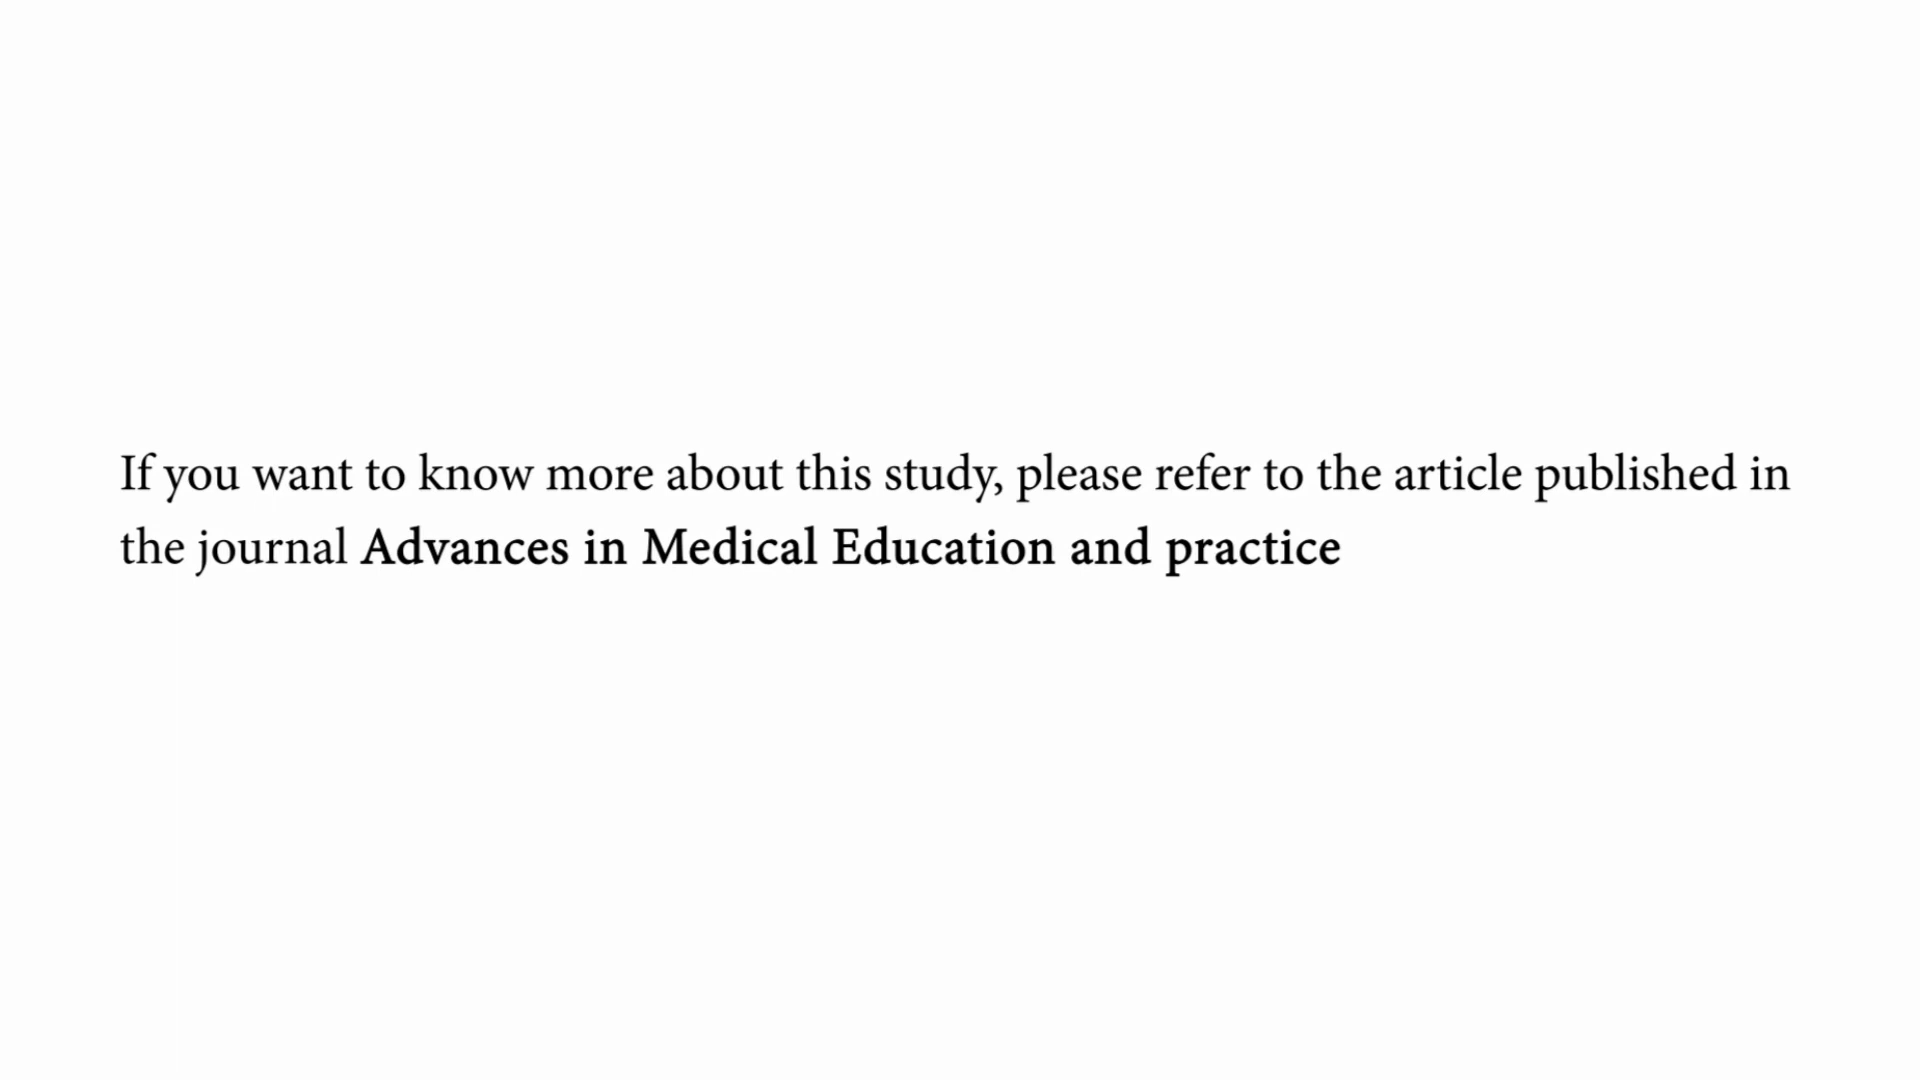 If you want to know more about this study, please refer to the article published in
the journal Advances in Medical Education and practice